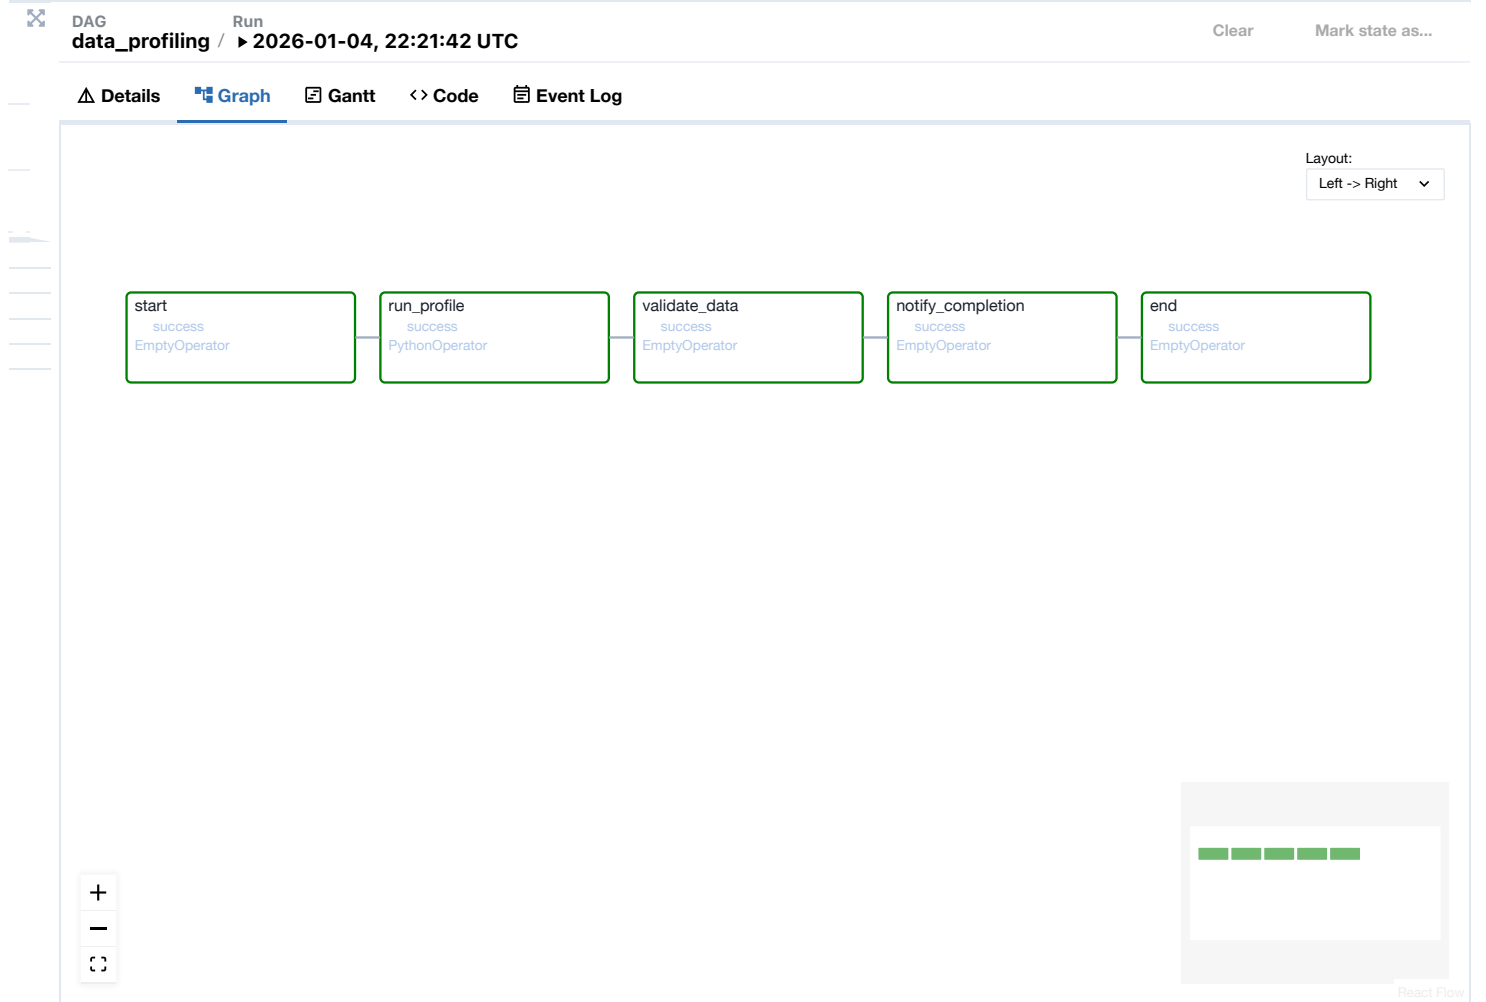 DAG
Run
data_profiling / 2026-01-04, 22:21:42 UTC
Clear
Mark state as...
Details
Graph
Gantt
Code
Event Log
Layout:
Left -> Right
start
success
EmptyOperator
run_profile
success
PythonOperator
validate_data
success
EmptyOperator
notify_completion
success
EmptyOperator
end
success
EmptyOperator
React Flow